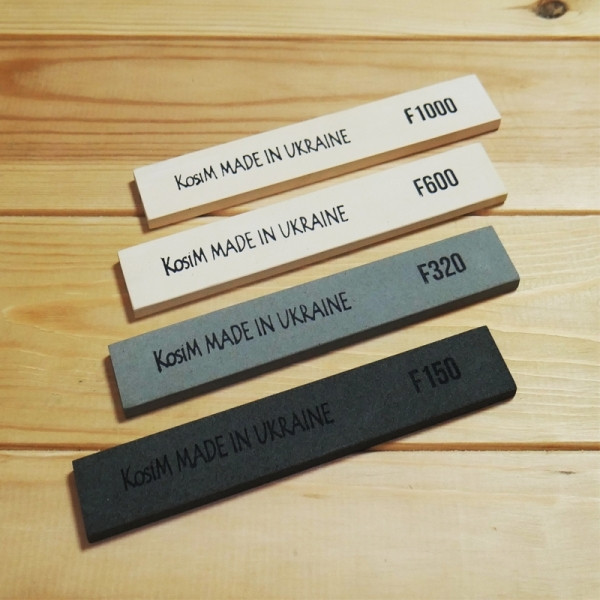 KosiM MADE IN UKRAINE F1000
KosiM MADE IN UKRAINE F600
KosiM MADE IN UKRAINE F320
KosiM MADE IN UKRAINE F150